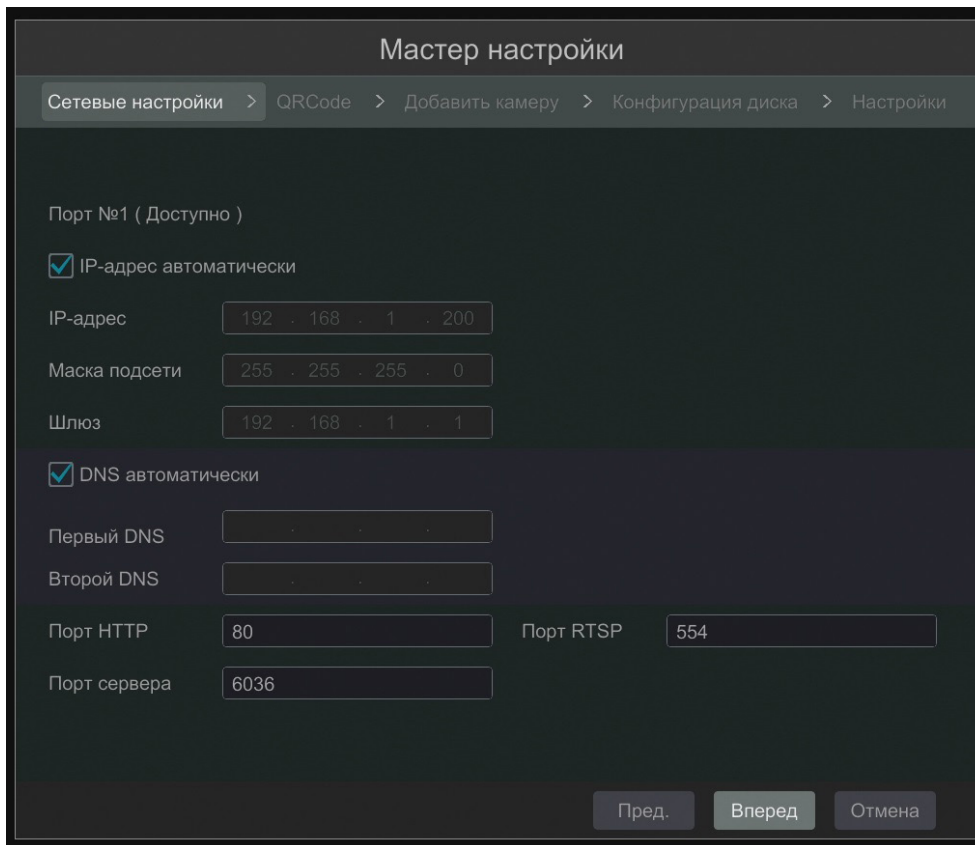 Мастер настройки
Сетевые настройки > QRCode > Добавить камеру > Конфигурация диска > Настройки
Порт №1 ( Доступно )
IP-адрес автоматически
IP-адрес 192 . 168 . 1 . 200
Маска подсети 255 . 255 . 255 . 0
Шлюз 192 . 168 . 1 . 1
DNS автоматически
Первый DNS . . .
Второй DNS . . .
Порт HTTP 80 Порт RTSP 554
Порт сервера 6036
Пред. Вперед Отмена